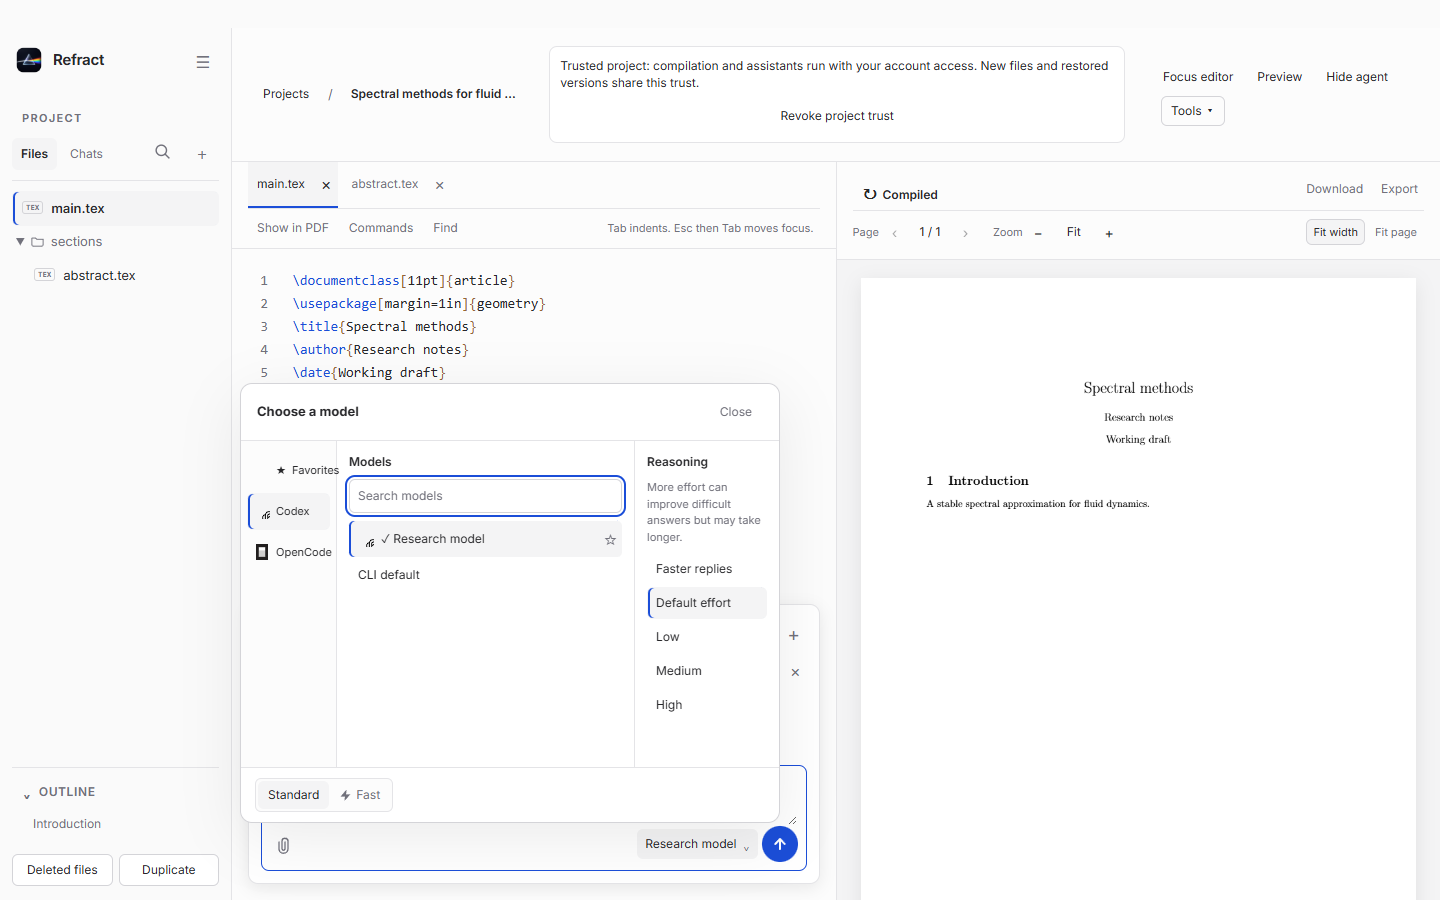 Refract
PROJECT
Files
Chats
+
TEX main.tex
sections
TEX abstract.tex
OUTLINE
Introduction
Deleted files
Duplicate
Projects / Spectral methods for fluid ...
Trusted project: compilation and assistants run with your account access. New files and restored
versions share this trust.
Revoke project trust
Focus editor
Preview
Hide agent
Tools
main.tex ×
abstract.tex ×
Show in PDF
Commands
Find
Tab indents. Esc then Tab moves focus.
1 \documentclass[11pt]{article}
2 \usepackage[margin=1in]{geometry}
3 \title{Spectral methods}
4 \author{Research notes}
5 \date{Working draft}
Choose a model
Close
★ Favorites
Codex
OpenCode
Models
Search models
✓ Research model ☆
CLI default
Reasoning
More effort can
improve difficult
answers but may take
longer.
Faster replies
Default effort
Low
Medium
High
Standard
Fast
+
×
Research model
↻ Compiled
Download
Export
Page ‹ 1 / 1 ›
Zoom − Fit +
Fit width
Fit page
Spectral methods
Research notes
Working draft
1 Introduction
A stable spectral approximation for fluid dynamics.